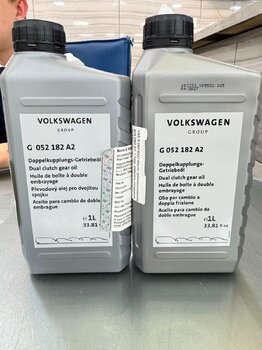 VOLKSWAGEN
GROUP
G 052 182 A2
Doppelkupplungs-
Getriebeöl
Dual clutch gear oil
Huile de boîte à double
embrayage
Převodový olej pro dvojitou
spojku
Aceite para cambio de doble
embrague
℮1L
33.81
VOLKSWAGEN
GROUP
G 052 182 A2
Doppelkupplungs-
Getriebeöl
Dual clutch gear oil
Huile de boîte à double
embrayage
Olio per cambio a
doppia frizione
Aceite para cambio de
doble embrague
℮1L
33.81 fl oz